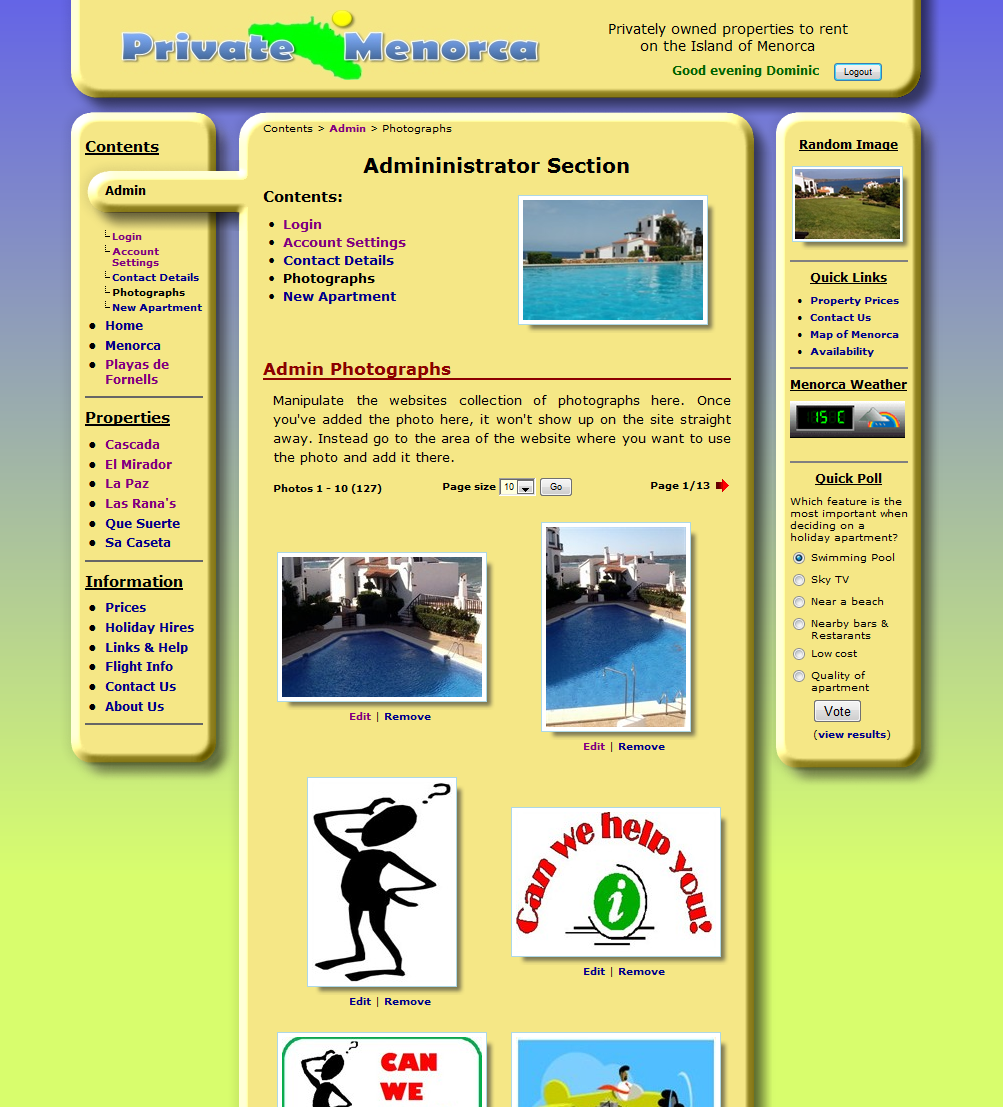 Private Menorca
Privately owned properties to rent
on the Island of Menorca
Good evening Dominic
Logout
Contents
Admin
Login
Account
Settings
Contact Details
Photographs
New Apartment
Home
Menorca
Playas de
Fornells
Properties
Cascada
El Mirador
La Paz
Las Rana's
Que Suerte
Sa Caseta
Information
Prices
Holiday Hires
Links & Help
Flight Info
Contact Us
About Us
Contents > Admin > Photographs
Admininistrator Section
Contents:
Login
Account Settings
Contact Details
Photographs
New Apartment
Admin Photographs
Manipulate the websites collection of photographs here. Once
you've added the photo here, it won't show up on the site straight
away. Instead go to the area of the website where you want to use
the photo and add it there.
Photos 1 - 10 (127)
Page size 10 Go
Page 1/13
Edit | Remove
Edit | Remove
?
Can we help you!
i
Edit | Remove
Edit | Remove
?
CAN
WE
Random Image
Quick Links
Property Prices
Contact Us
Map of Menorca
Availability
Menorca Weather
15 C
Quick Poll
Which feature is the
most important when
deciding on a
holiday apartment?
Swimming Pool
Sky TV
Near a beach
Nearby bars &
Restarants
Low cost
Quality of
apartment
Vote
(view results)